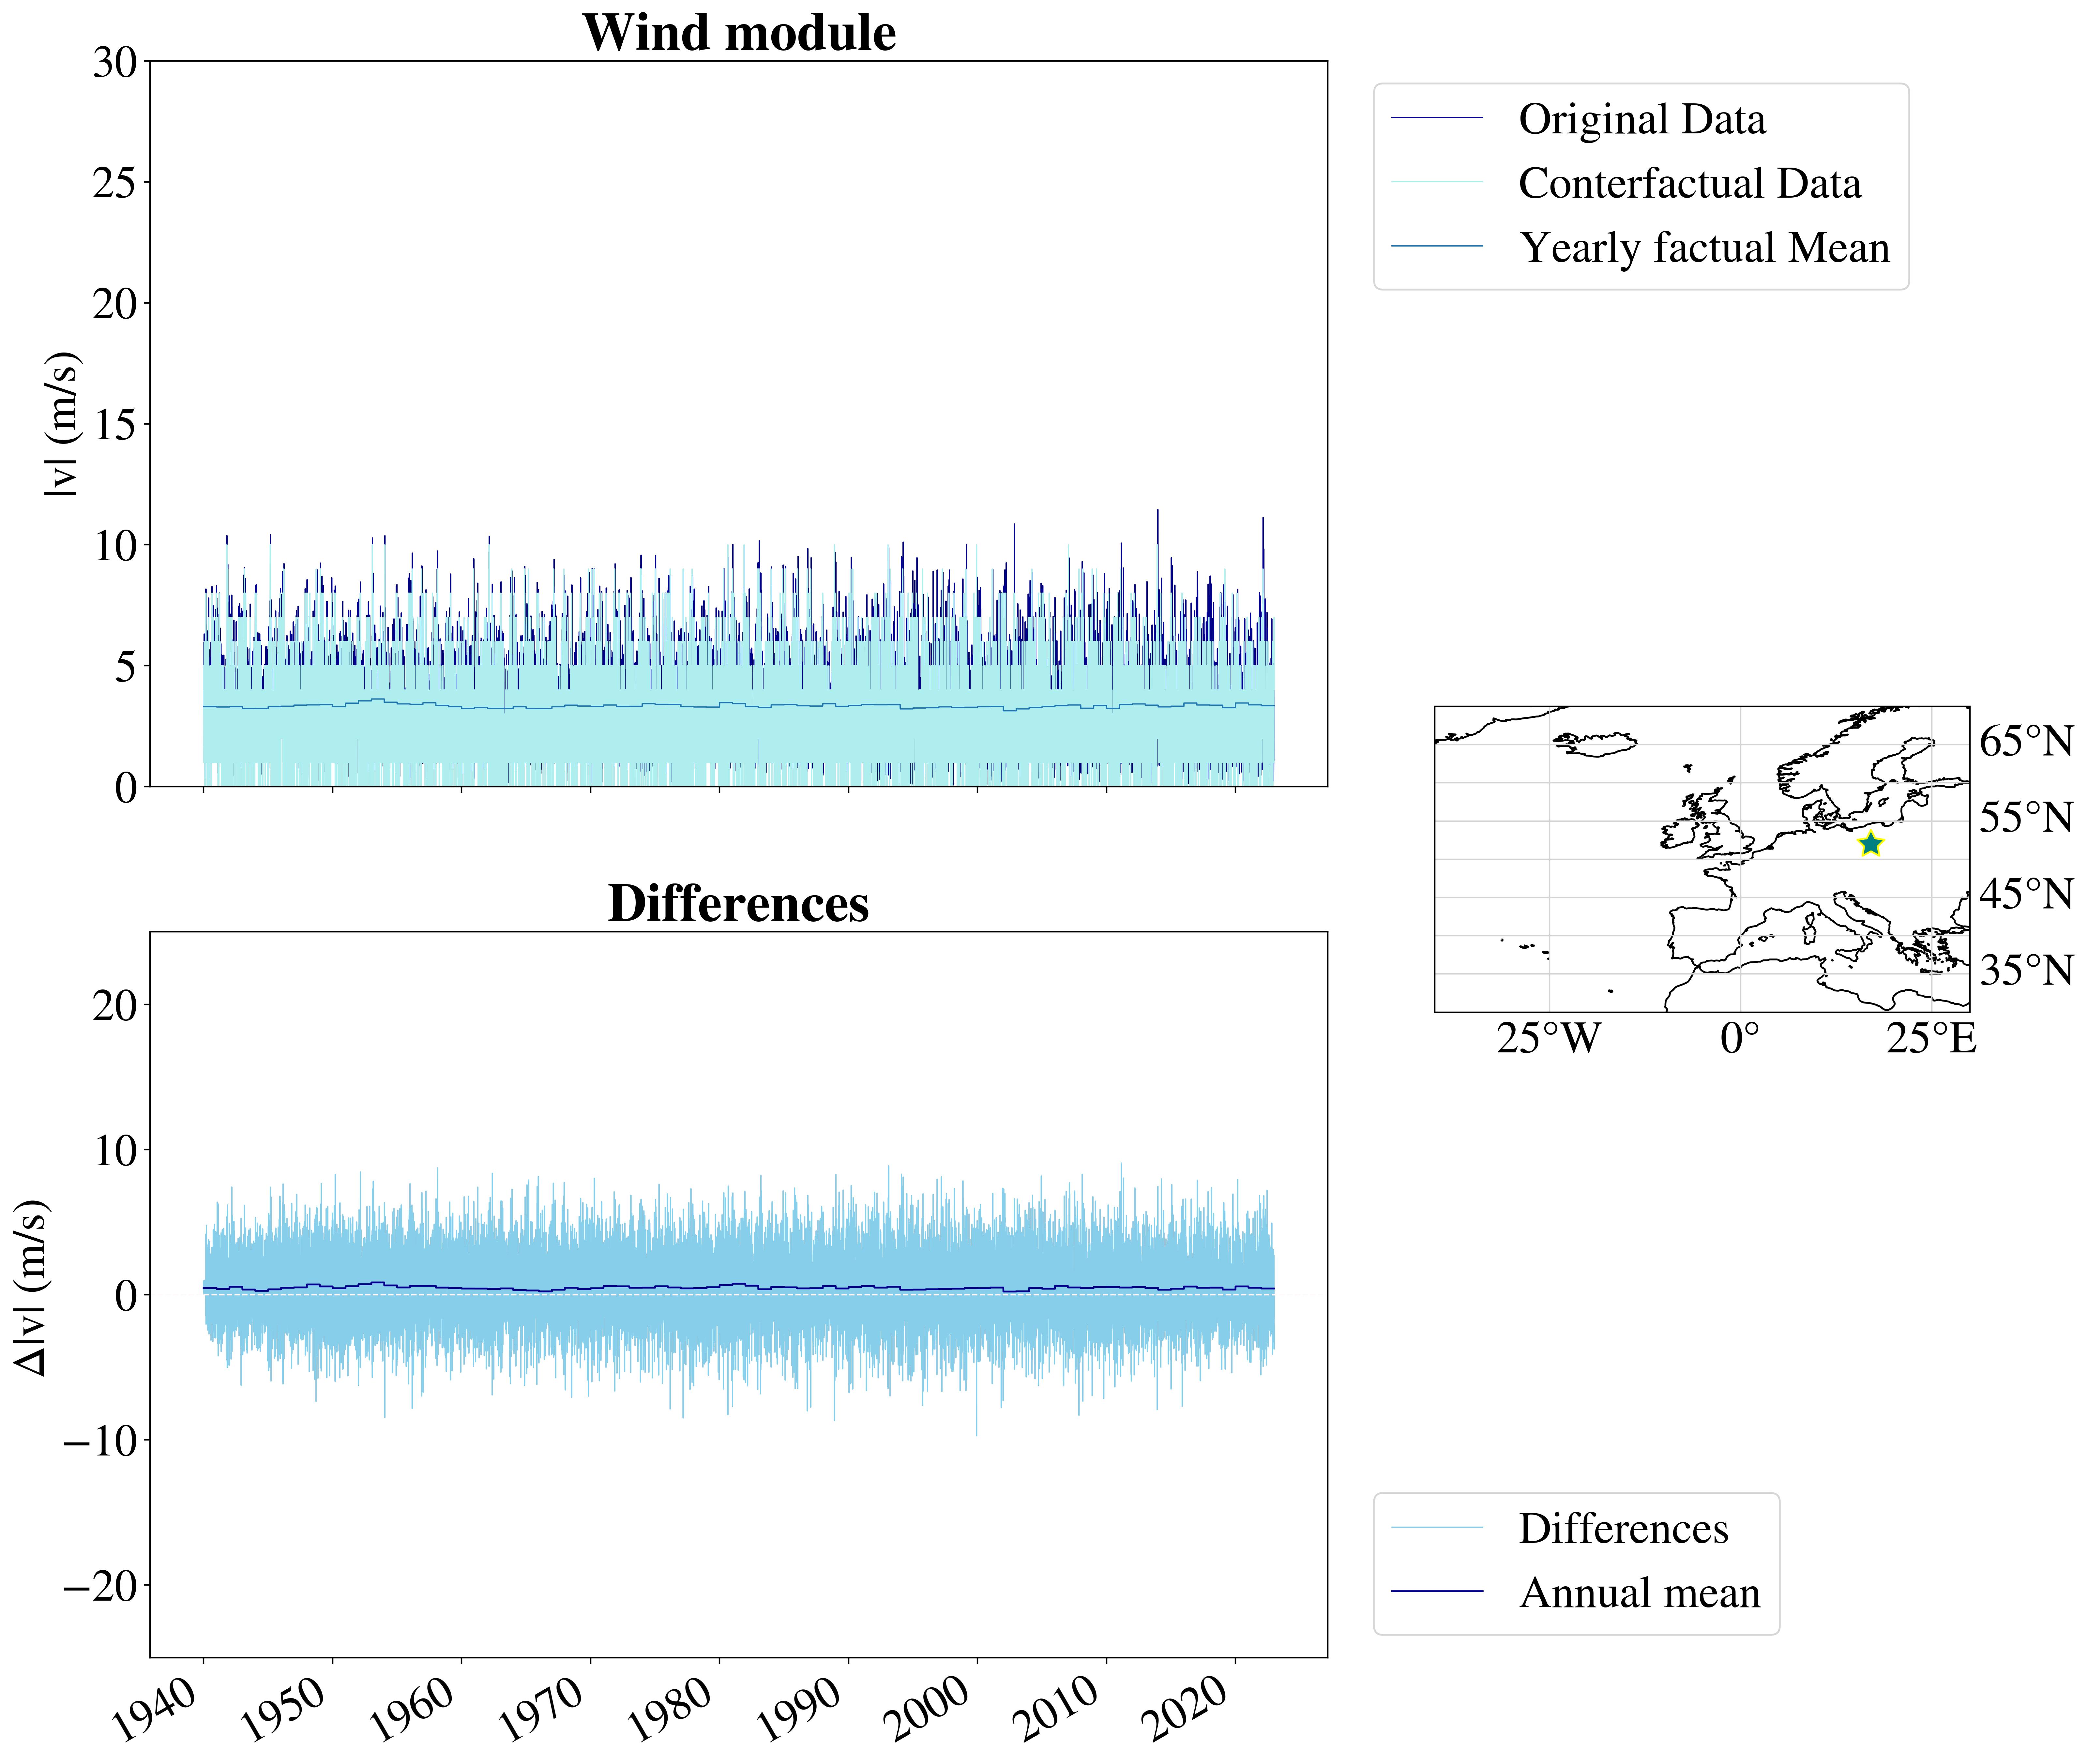 Wind module
30
25
20
15
10
5
0
|v| (m/s)
Original Data
Conterfactual Data
Yearly factual Mean
65°N
55°N
45°N
35°N
25°W 0° 25°E
Differences
20
10
0
−10
−20
Δ|v| (m/s)
1940 1950 1960 1970 1980 1990 2000 2010 2020
Differences
Annual mean